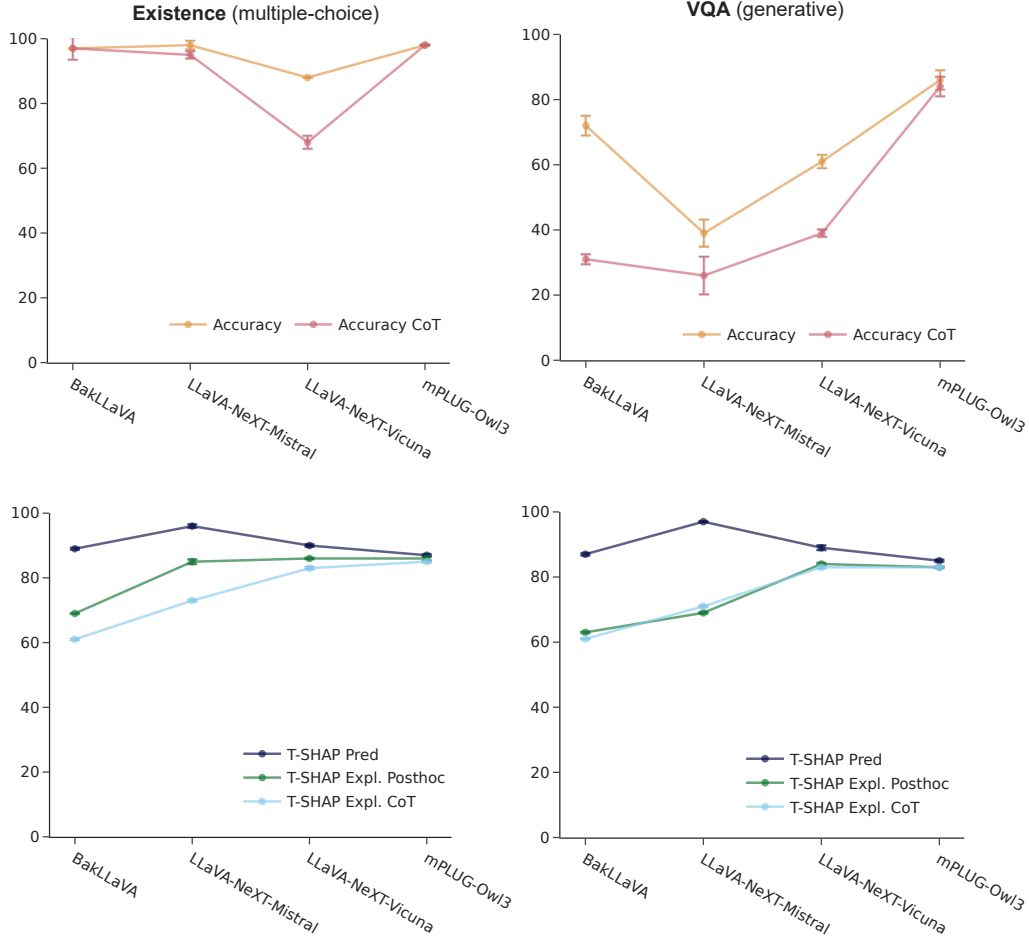 Existence (multiple-choice)
100
80
60
40
20
0
Accuracy
Accuracy CoT
BakLLaVA
LLaVA-NeXT-Mistral
LLaVA-NeXT-Vicuna
mPLUG-Owl3
VQA (generative)
100
80
60
40
20
0
Accuracy
Accuracy CoT
BakLLaVA
LLaVA-NeXT-Mistral
LLaVA-NeXT-Vicuna
mPLUG-Owl3
100
80
60
40
20
0
T-SHAP Pred
T-SHAP Expl. Posthoc
T-SHAP Expl. CoT
BakLLaVA
LLaVA-NeXT-Mistral
LLaVA-NeXT-Vicuna
mPLUG-Owl3
100
80
60
40
20
0
T-SHAP Pred
T-SHAP Expl. Posthoc
T-SHAP Expl. CoT
BakLLaVA
LLaVA-NeXT-Mistral
LLaVA-NeXT-Vicuna
mPLUG-Owl3